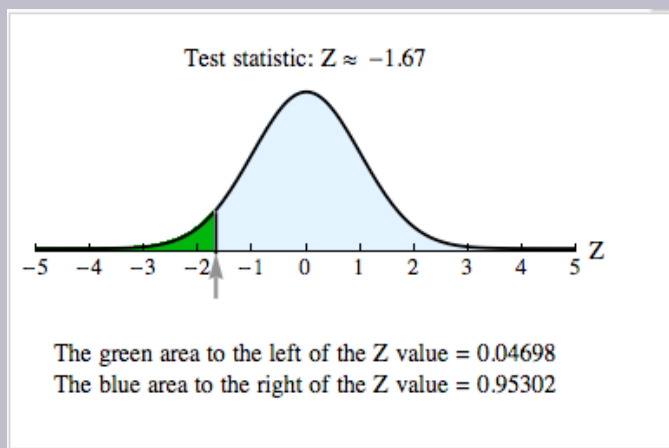 Test statistic: Z ≈ −1.67
Z
−5 −4 −3 −2 −1 0 1 2 3 4 5
The green area to the left of the Z value = 0.04698
The blue area to the right of the Z value = 0.95302